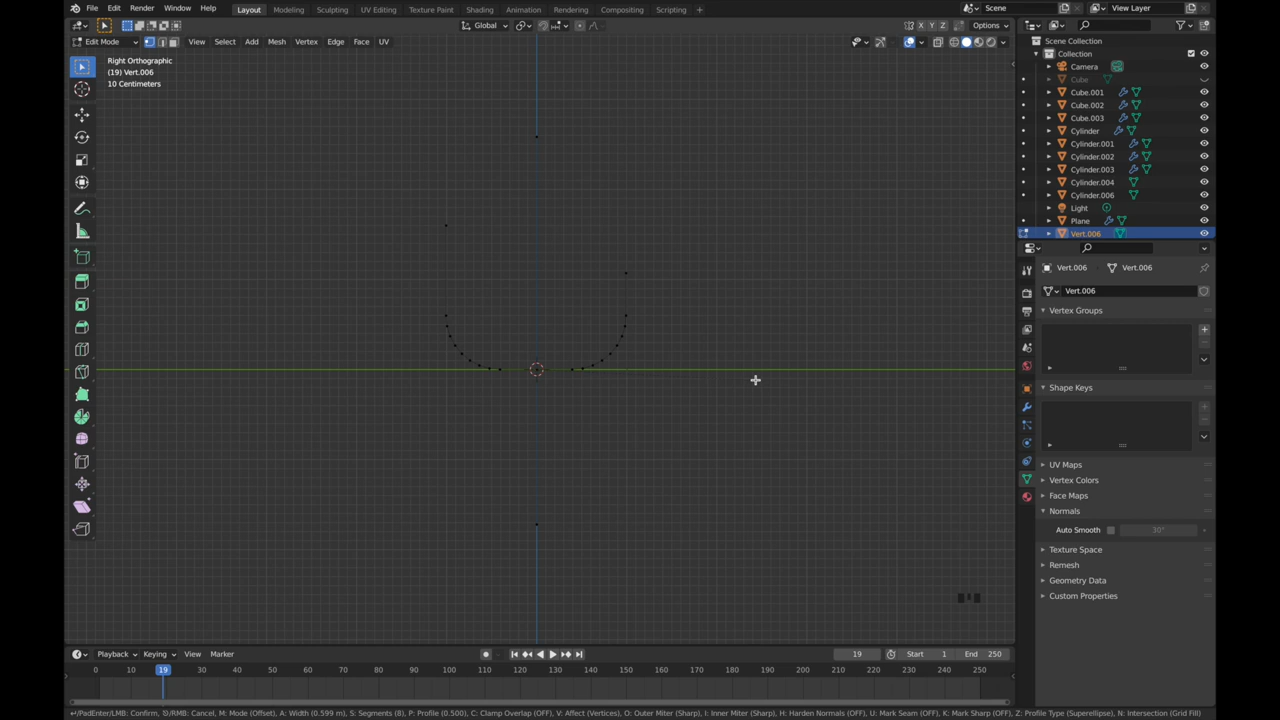 File Edit Render Window Help Layout Modeling Sculpting UV Editing Texture Paint Shading Animation Rendering Compositing Scripting + Scene View Layer
Global X Y Z Options
Edit Mode View Select Add Mesh Vertex Edge Face UV
Right Orthographic
(19) Vert.006
10 Centimeters
Scene Collection
Collection
Camera
Cube
Cube.001
Cube.002
Cube.003
Cylinder
Cylinder.001
Cylinder.002
Cylinder.003
Cylinder.004
Cylinder.006
Light
Plane
Vert.006
Vert.006 Vert.006
Vert.006
Vertex Groups
Shape Keys
UV Maps
Vertex Colors
Face Maps
Normals
Auto Smooth 30°
Texture Space
Remesh
Geometry Data
Custom Properties
Playback Keying View Marker 19 Start 1 End 250
0 10 19 30 40 50 60 70 80 90 100 110 120 130 140 150 160 170 180 190 200 210 220 230 240 250
/PadEnter/LMB: Confirm, /RMB: Cancel, M: Mode (Offset), A: Width (0.599 m), S: Segments (8), P: Profile (0.500), C: Clamp Overlap (OFF), V: Affect (Vertices), O: Outer Miter (Sharp), I: Inner Miter (Sharp), H: Harden Normals (OFF), U: Mark Seam (OFF), K: Mark Sharp (OFF), Z: Profile Type (Superellipse), N: Intersection (Grid Fill)